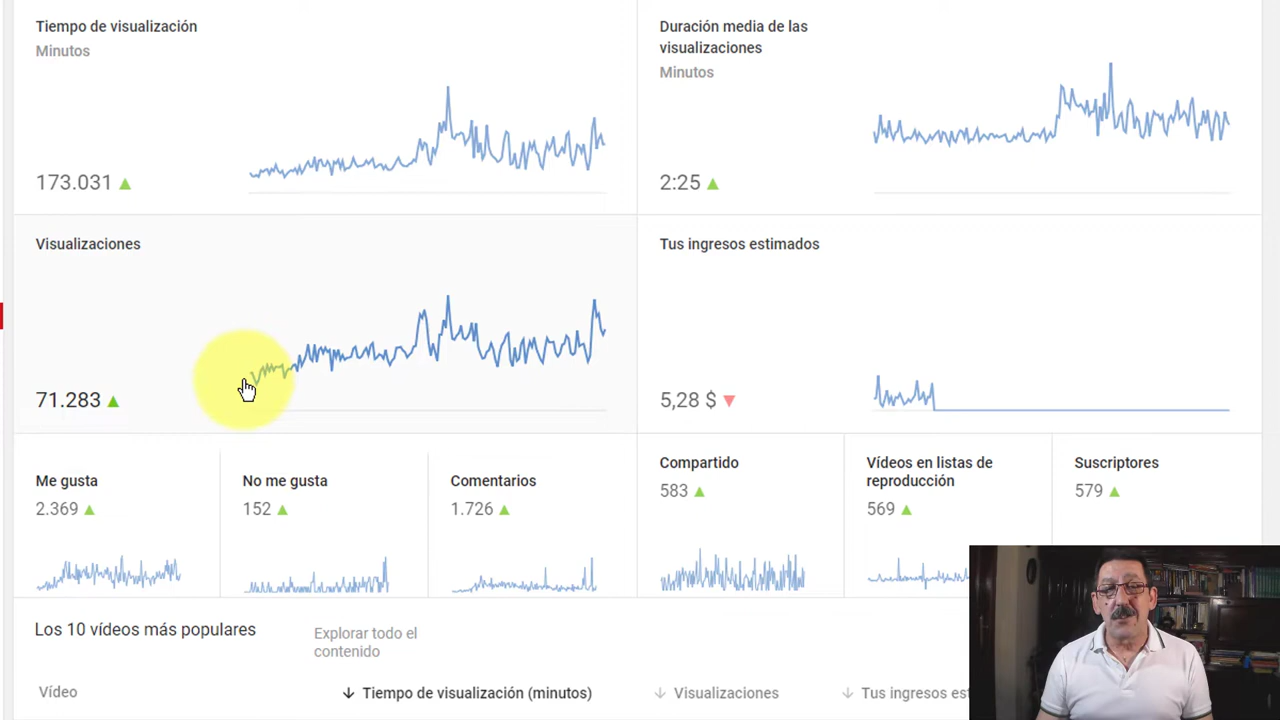 Tiempo de visualización
Minutos
173.031
Duración media de las
visualizaciones
Minutos
2:25
Visualizaciones
71.283
Tus ingresos estimados
5,28 $
Me gusta
2.369
No me gusta
152
Comentarios
1.726
Compartido
583
Vídeos en listas de
reproducción
569
Suscriptores
579
Los 10 vídeos más populares
Explorar todo el
contenido
Vídeo
Tiempo de visualización (minutos)
Visualizaciones
Tus ingresos est